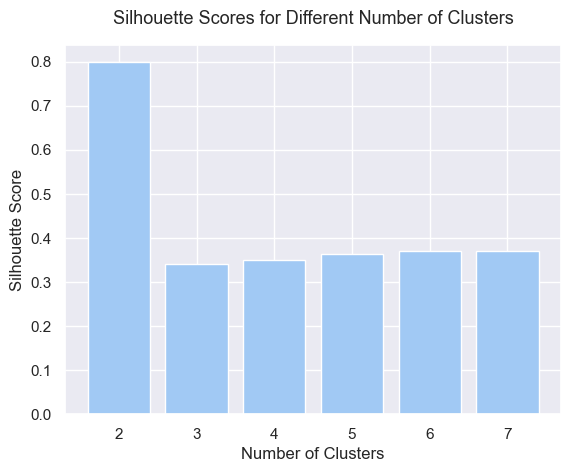 Silhouette Scores for Different Number of Clusters
Silhouette Score
0.8
0.7
0.6
0.5
0.4
0.3
0.2
0.1
0.0
2 3 4 5 6 7
Number of Clusters